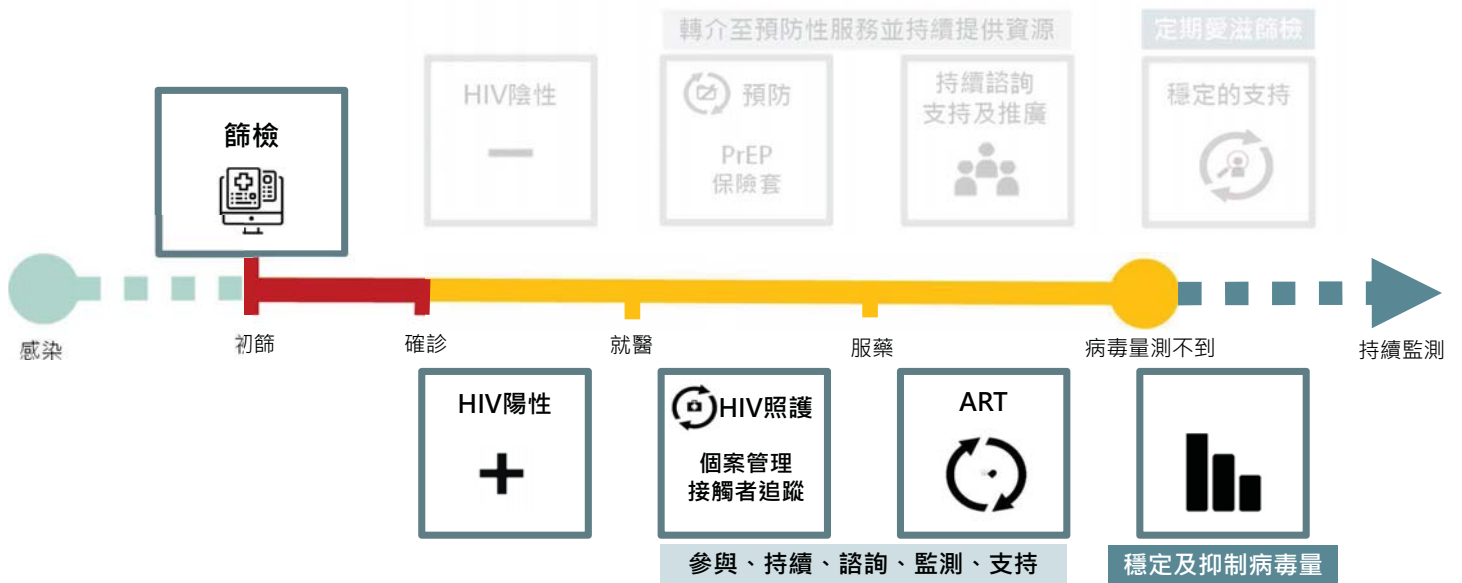 轉介至預防性服務並持續提供資源
定期愛滋篩檢
篩檢
HIV陰性
預防
PrEP
保險套
持續諮詢
支持及推廣
穩定的支持
感染
初篩
確診
就醫
服藥
病毒量測不到
持續監測
HIV陽性
HIV照護
個案管理
接觸者追蹤
ART
參與、持續、諮詢、監測、支持
穩定及抑制病毒量